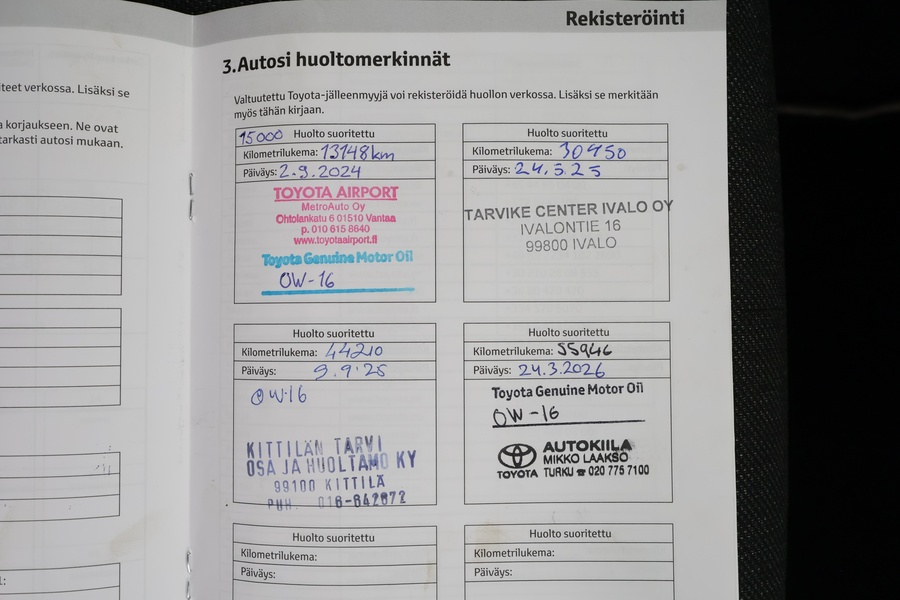 Rekisteröinti
iteet verkossa. Lisäksi se
a korjaukseen. Ne ovat
tarkasti autosi mukaan.
3.Autosi huoltomerkinnät
Valtuutettu Toyota-jälleenmyyjä voi rekisteröidä huollon verkossa. Lisäksi se merkitään
myös tähän kirjaan.
15000 Huolto suoritettu
Kilometrilukema: 13148km
Päiväys: 2.9.2024
TOYOTA AIRPORT
MetroAuto Oy
Ohtolankatu 6 01510 Vantaa
p. 010 615 8640
www.toyotaairport.fi
Toyota Genuine Motor Oil
0W-16
Huolto suoritettu
Kilometrilukema: 30450
Päiväys: 24.5.25
TARVIKE CENTER IVALO OY
IVALONTIE 16
99800 IVALO
Huolto suoritettu
Kilometrilukema: 44210
Päiväys: 9.9.25
0W-16
KITTILÄN TARVI
OSA JA HUOLTAMO KY
99100 KITTILÄ
PUH. 016-642672
Huolto suoritettu
Kilometrilukema: 55946
Päiväys: 24.3.2026
Toyota Genuine Motor Oil
0W-16
AUTOKIILA
MIKKO LAAKSO
TOYOTA TURKU ☎ 020 775 7100
Huolto suoritettu
Kilometrilukema:
Päiväys:
Huolto suoritettu
Kilometrilukema:
Päiväys: